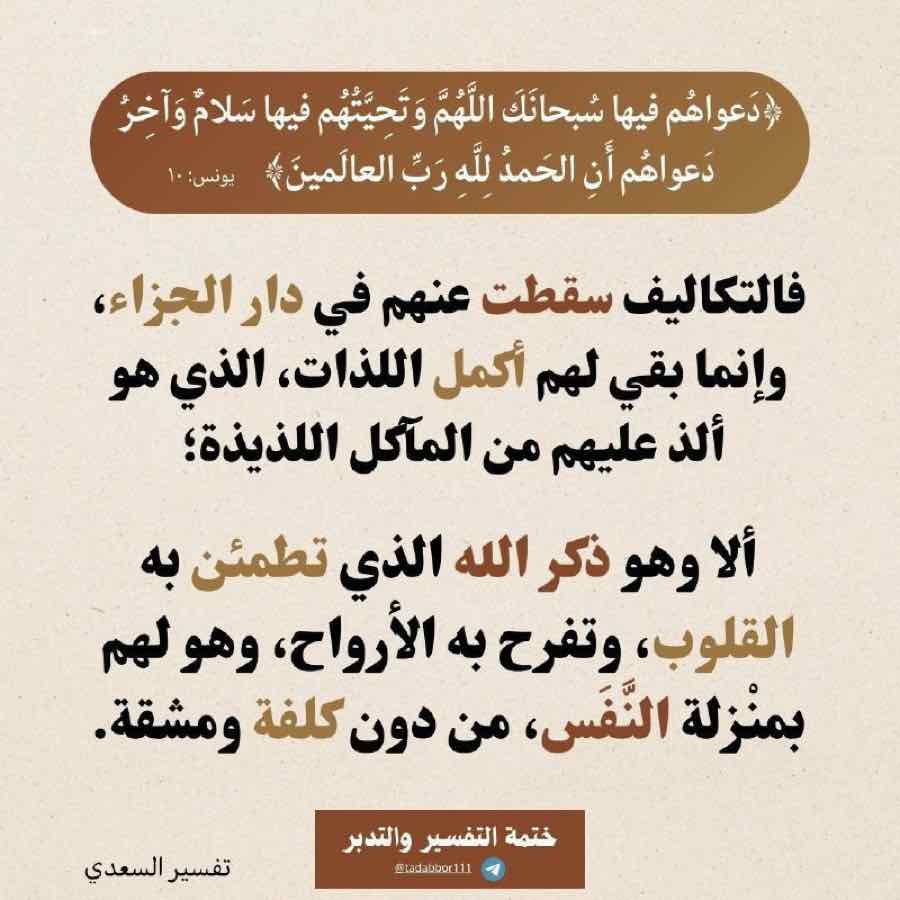 ﴿دَعواهُم فيها سُبحانَكَ اللَّهُمَّ وَتَحِيَّتُهُم فيها سَلامٌ وَآخِرُ
دَعواهُم أَنِ الحَمدُ لِلَّهِ رَبِّ العالَمينَ﴾ يونس: ١٠
فالتكاليف سقطت عنهم في دار الجزاء،
وإنما بقي لهم أكمل اللذات، الذي هو
ألذ عليهم من المآكل اللذيذة؛
ألا وهو ذكر الله الذي تطمئن به
القلوب، وتفرح به الأرواح، وهو لهم
بمنْزلة النَّفَس، من دون كلفة ومشقة.
ختمة التفسير والتدبر
@tadabbor111
تفسير السعدي